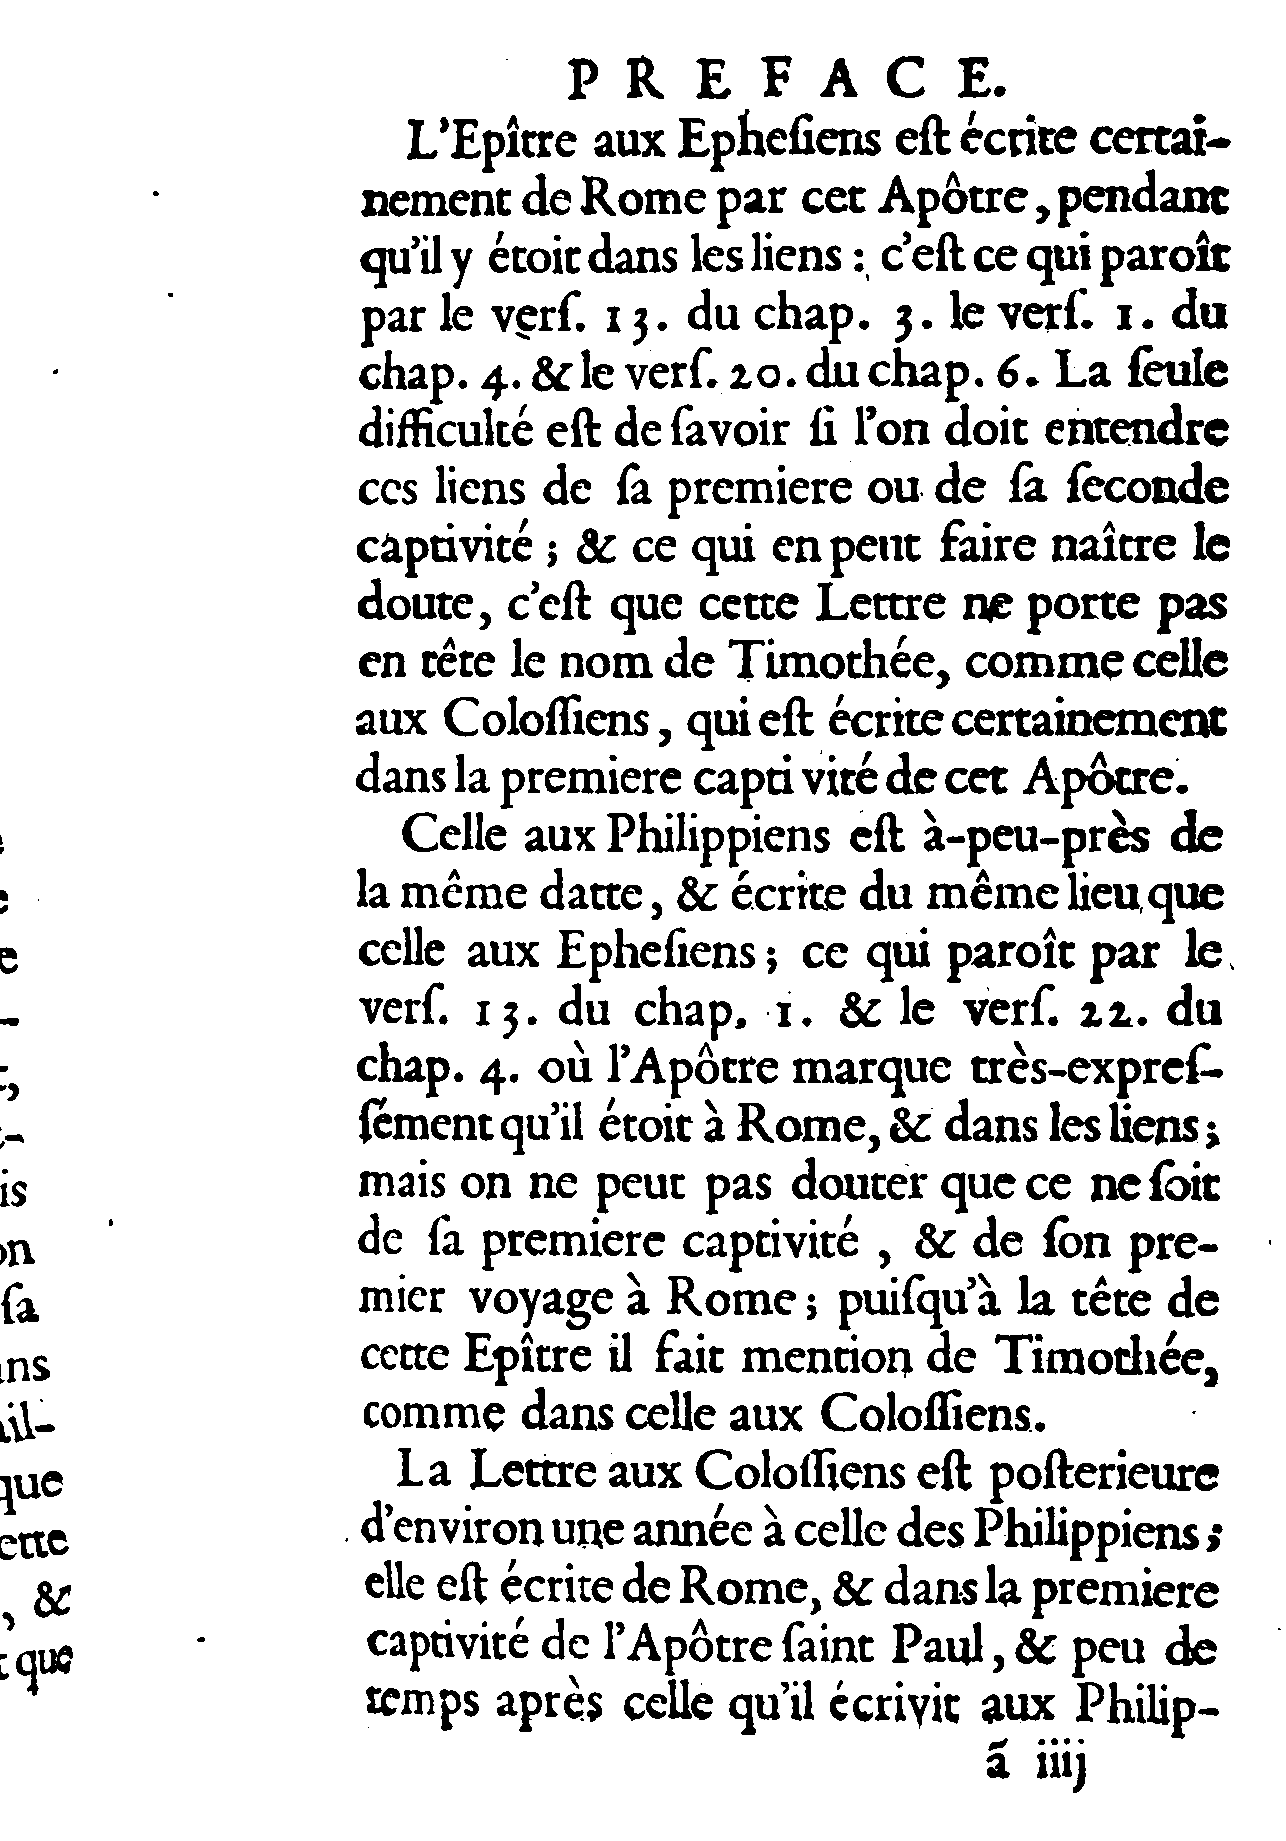 PREFACE.
L'Epître aux Ephesiens eſt écrite certai-
nement de Rome par cet Apôtre, pendant
qu'il y étoit dans les liens : c'eſt ce qui paroît
par le verſ. 13. du chap. 3. le verſ. 1. du
chap. 4. & le verſ. 20. du chap. 6. La ſeule
difficulté eſt de ſavoir ſi l'on doit entendre
ces liens de ſa premiere ou de ſa ſeconde
captivité ; & ce qui en peut faire naître le
doute, c'eſt que cette Lettre ne porte pas
en tête le nom de Timothée, comme celle
aux Coloſſiens, qui eſt écrite certainement
dans la premiere captivité de cet Apôtre.
Celle aux Philippiens eſt à-peu-près de
la même datte, & écrite du même lieu que
celle aux Epheſiens ; ce qui paroît par le
verſ. 13. du chap. 1. & le verſ. 22. du
chap. 4. où l'Apôtre marque très-expreſ-
ſément qu'il étoit à Rome, & dans les liens ;
mais on ne peut pas douter que ce ne ſoit
de ſa premiere captivité , & de ſon pre-
mier voyage à Rome ; puiſqu'à la tête de
cette Epître il fait mention de Timothée,
comme dans celle aux Coloſſiens.
La Lettre aux Coloſſiens eſt poſterieure
d'environ une année à celle des Philippiens ;
elle eſt écrite de Rome, & dans la premiere
captivité de l'Apôtre ſaint Paul, & peu de
temps après celle qu'il écrivit aux Philip-
ã iiij